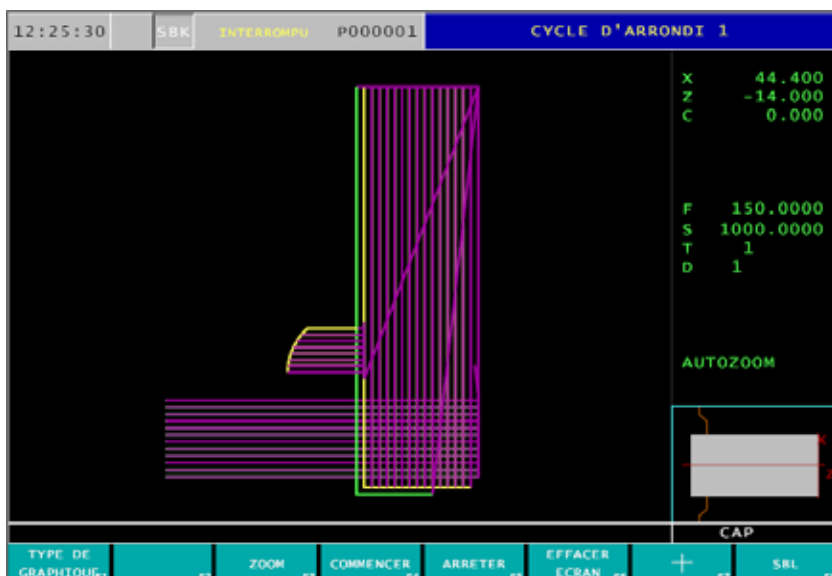 12:25:30 SBK INTERROMPU P000001 CYCLE D'ARRONDI 1
X 44.400
Z -14.000
C 0.000
F 150.0000
S 1000.0000
T 1
D 1
AUTOZOOM
X
Z
CAP
TYPE DE GRAPHIQUE
ZOOM
COMMENCER
ARRETER
EFFACER ECRAN
+
SBL